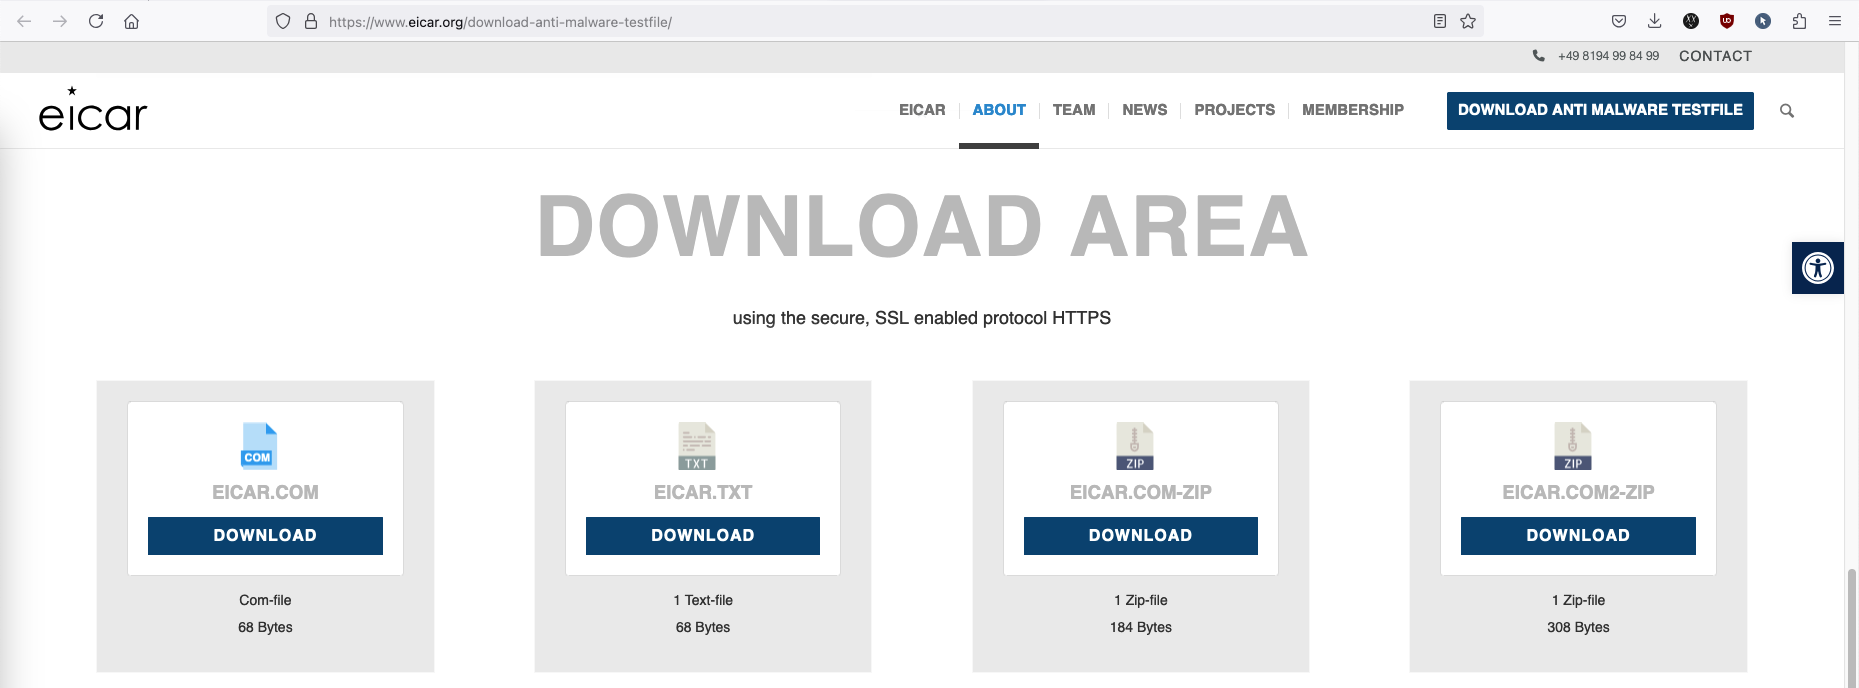 https://www.eicar.org/download-anti-malware-testfile/
+49 8194 99 84 99 CONTACT
eicar
EICAR ABOUT TEAM NEWS PROJECTS MEMBERSHIP DOWNLOAD ANTI MALWARE TESTFILE
DOWNLOAD AREA
using the secure, SSL enabled protocol HTTPS
COM
EICAR.COM
DOWNLOAD
Com-file
68 Bytes
TXT
EICAR.TXT
DOWNLOAD
1 Text-file
68 Bytes
ZIP
EICAR.COM-ZIP
DOWNLOAD
1 Zip-file
184 Bytes
ZIP
EICAR.COM2-ZIP
DOWNLOAD
1 Zip-file
308 Bytes